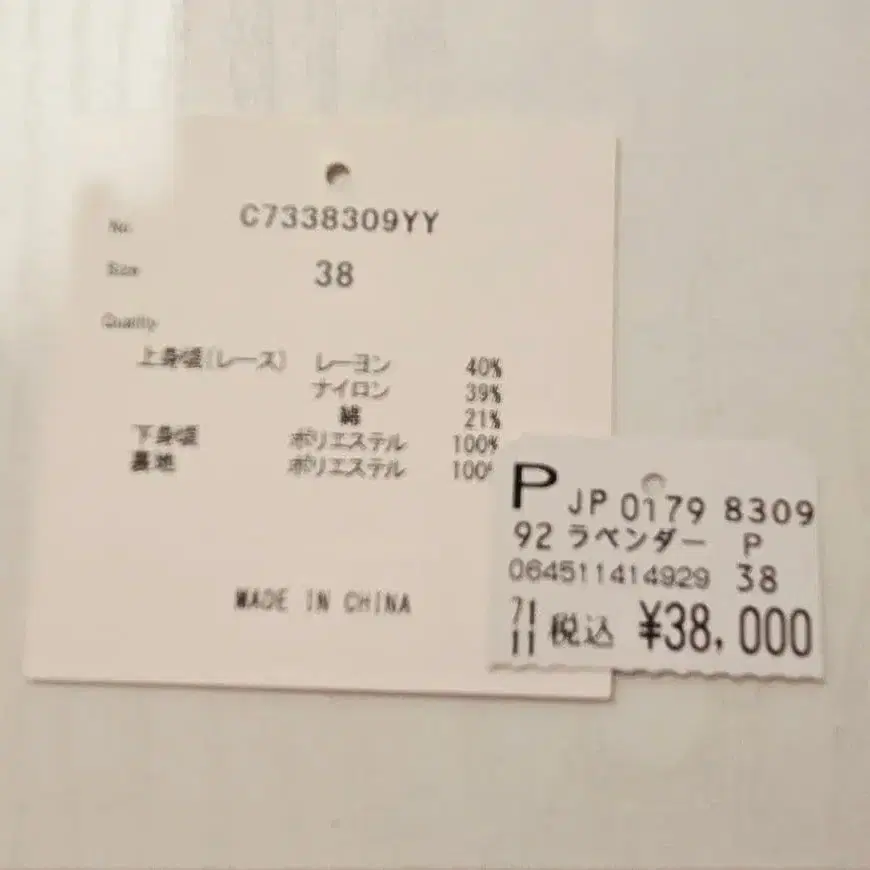 No. C7338309YY
Size 38
Quality
上身頃(レース) レーヨン 40%
ナイロン 39%
綿 21%
下身頃 ポリエステル 100%
裏地 ポリエステル 100%
MADE IN CHINA
P JP 0179 8309
92 ラベンダー P
064511414929 38
税込 ¥38,000